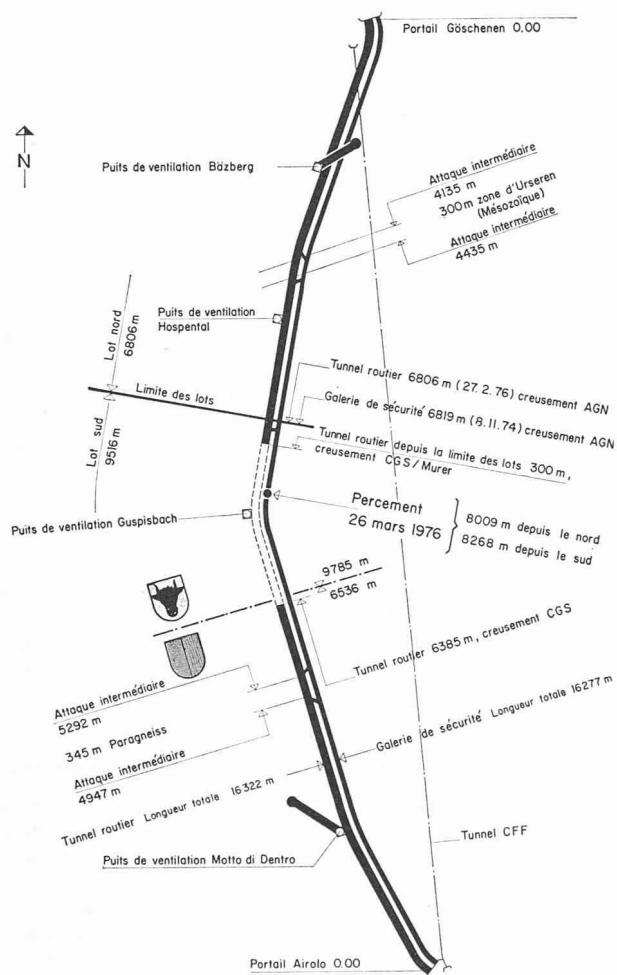 Portail Göschenen 0.00
N
Puits de ventilation Bäzberg
Attaque intermédiaire
4135 m
300 m zone d'Urseren
(Mésozoïque)
Attaque intermédiaire
4435 m
Puits de ventilation
Hospental
Lot nord
6806 m
Limite des lots
Lot sud
9516 m
Tunnel routier 6806 m (27.2.76) creusement AGN
Galerie de sécurité 6819 m (8.11.74) creusement AGN
Tunnel routier depuis la limite des lots 300 m,
creusement CGS/Murer
Percement
26 mars 1976
8009 m depuis le nord
8268 m depuis le sud
Puits de ventilation Guspisbach
9785 m
6536 m
Tunnel routier 6385 m, creusement CGS
Attaque intermédiaire
5292 m
345 m Paragneiss
Attaque intermédiaire
4947 m
Galerie de sécurité Longueur totale 16277 m
Tunnel routier Longueur totale 16322 m
Tunnel CFF
Puits de ventilation Motto di Dentro
Portail Airolo 0.00